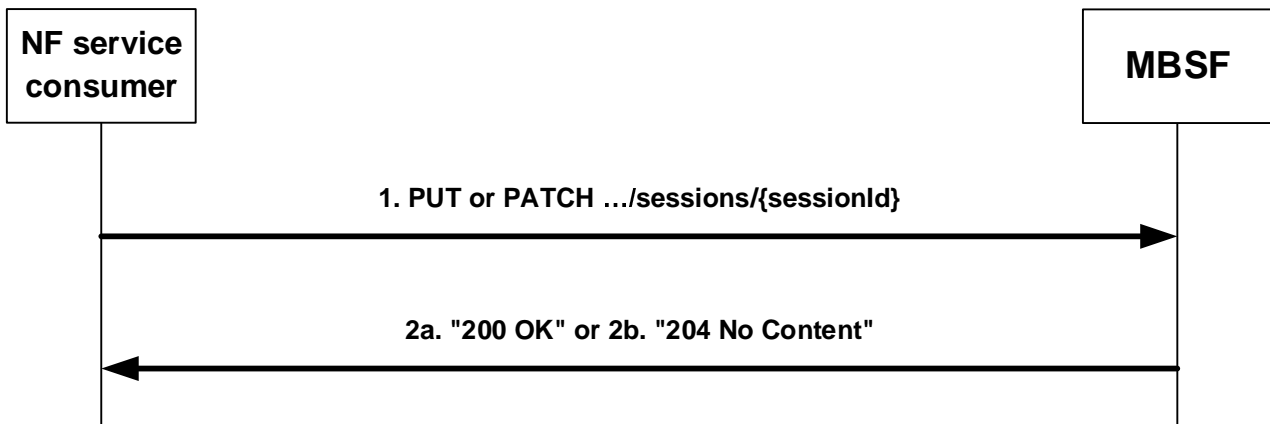 NF service
consumer
MBSF
1. PUT or PATCH …/sessions/{sessionId}
2a. "200 OK" or 2b. "204 No Content"